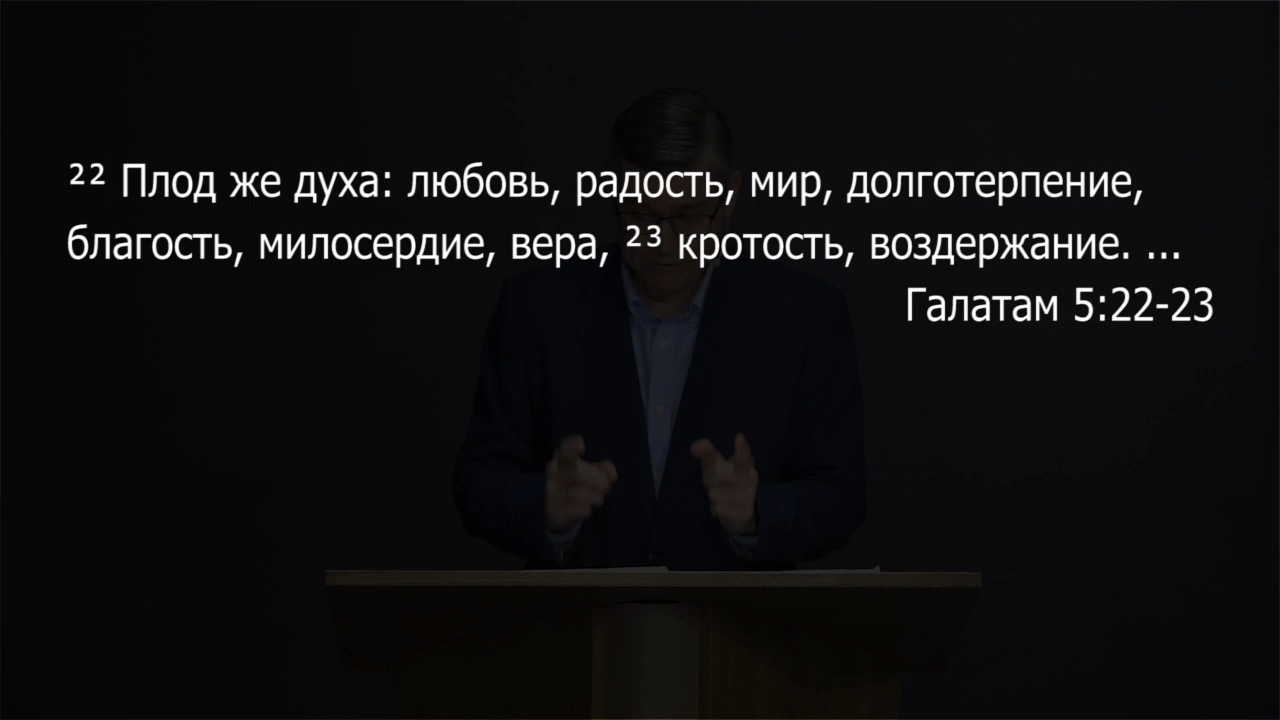 ²² Плод же духа: любовь, радость, мир, долготерпение,
благость, милосердие, вера, ²³ кротость, воздержание. ...
Галатам 5:22-23